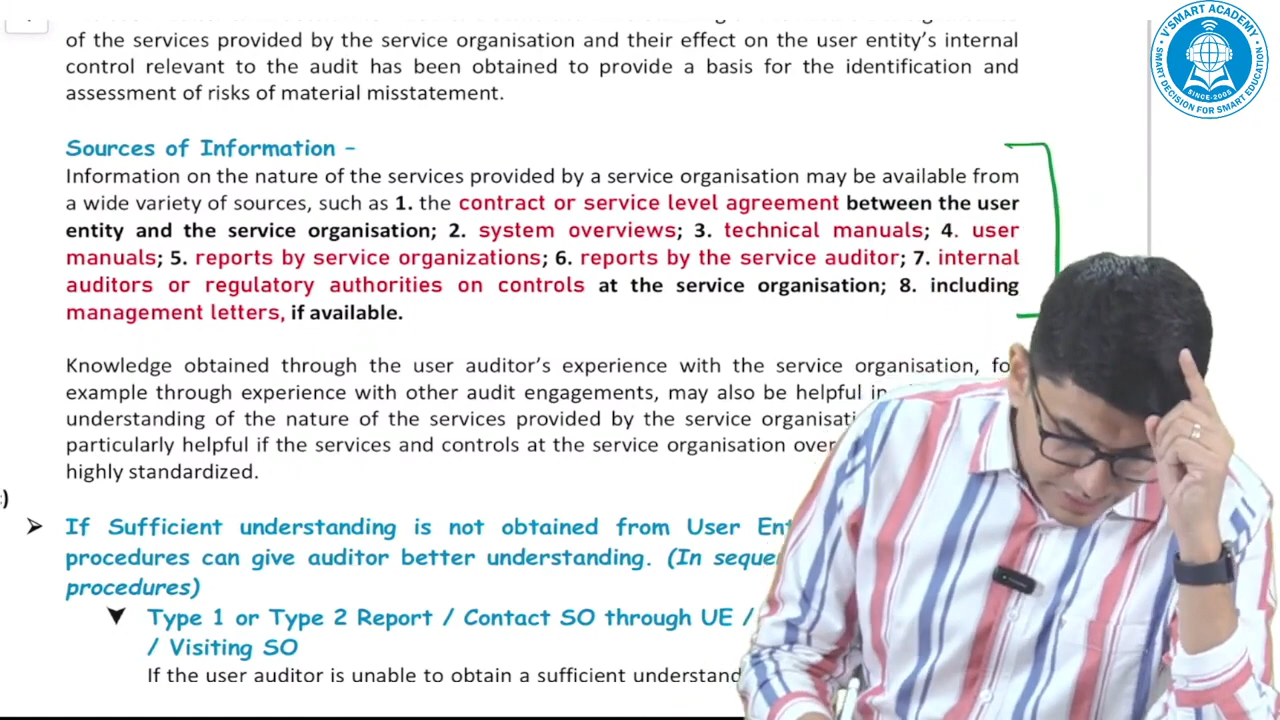 of the services provided by the service organisation and their effect on the user entity's internal
control relevant to the audit has been obtained to provide a basis for the identification and
assessment of risks of material misstatement.
Sources of Information –
Information on the nature of the services provided by a service organisation may be available from
a wide variety of sources, such as 1. the contract or service level agreement between the user
entity and the service organisation; 2. system overviews; 3. technical manuals; 4. user
manuals; 5. reports by service organizations; 6. reports by the service auditor; 7. internal
auditors or regulatory authorities on controls at the service organisation; 8. including
management letters, if available.
Knowledge obtained through the user auditor's experience with the service organisation,
example through experience with other audit engagements, may also be helpful
understanding of the nature of the services provided by the service
particularly helpful if the services and controls at the service organisation
highly standardized.
➢ If Sufficient understanding is not obtained from User
procedures can give auditor better understanding. (In
procedures)
▼ Type 1 or Type 2 Report / Contact SO through UE /
/ Visiting SO
If the user auditor is unable to obtain a sufficient
V'SMART ACADEMY
SINCE-2005
SMART DECISION FOR SMART EDUCATION